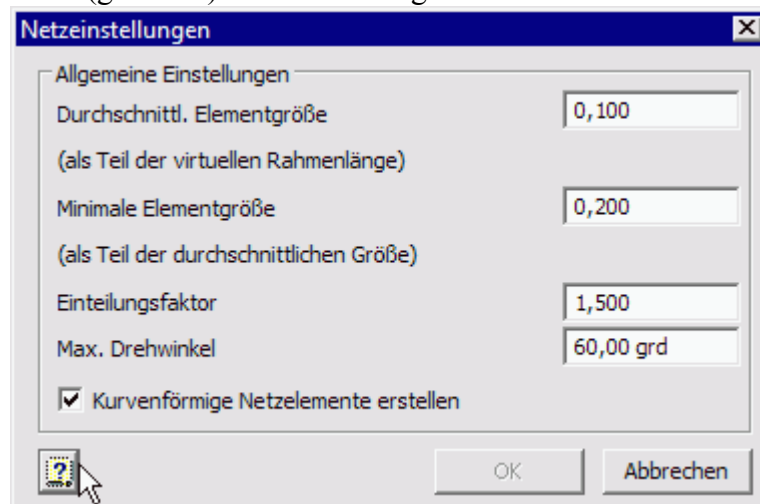 Netzeinstellungen
Allgemeine Einstellungen
Durchschnittl. Elementgröße 0,100
(als Teil der virtuellen Rahmenlänge)
Minimale Elementgröße 0,200
(als Teil der durchschnittlichen Größe)
Einteilungsfaktor 1,500
Max. Drehwinkel 60,00 grd
Kurvenförmige Netzelemente erstellen
OK Abbrechen